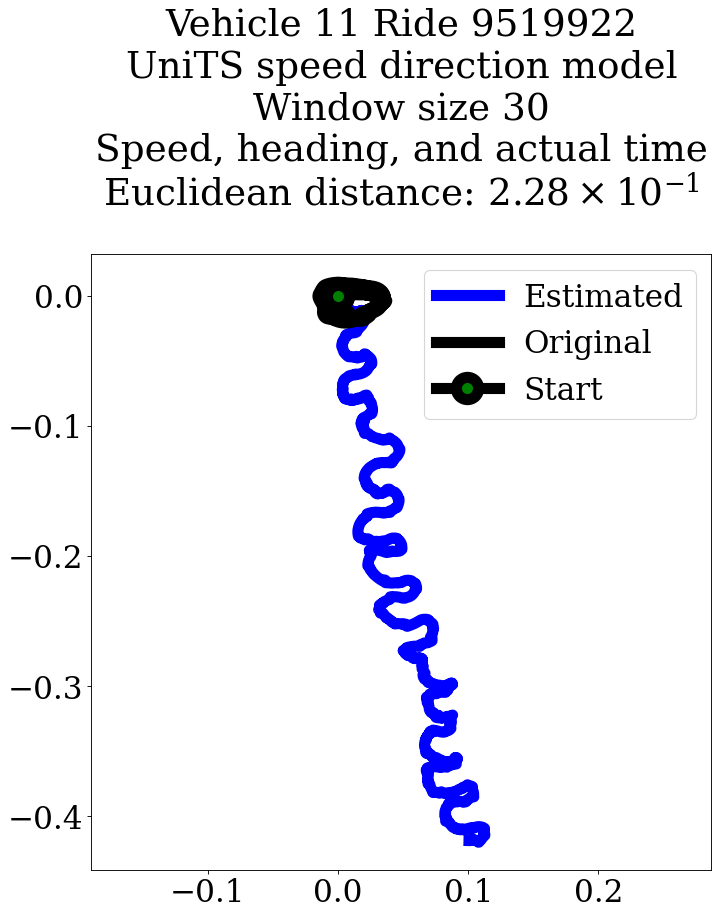 Vehicle 11 Ride 9519922
UniTS speed direction model
Window size 30
Speed, heading, and actual time
Euclidean distance: 2.28 × 10⁻¹
Estimated
Original
Start
0.0
−0.1
−0.2
−0.3
−0.4
−0.1 0.0 0.1 0.2